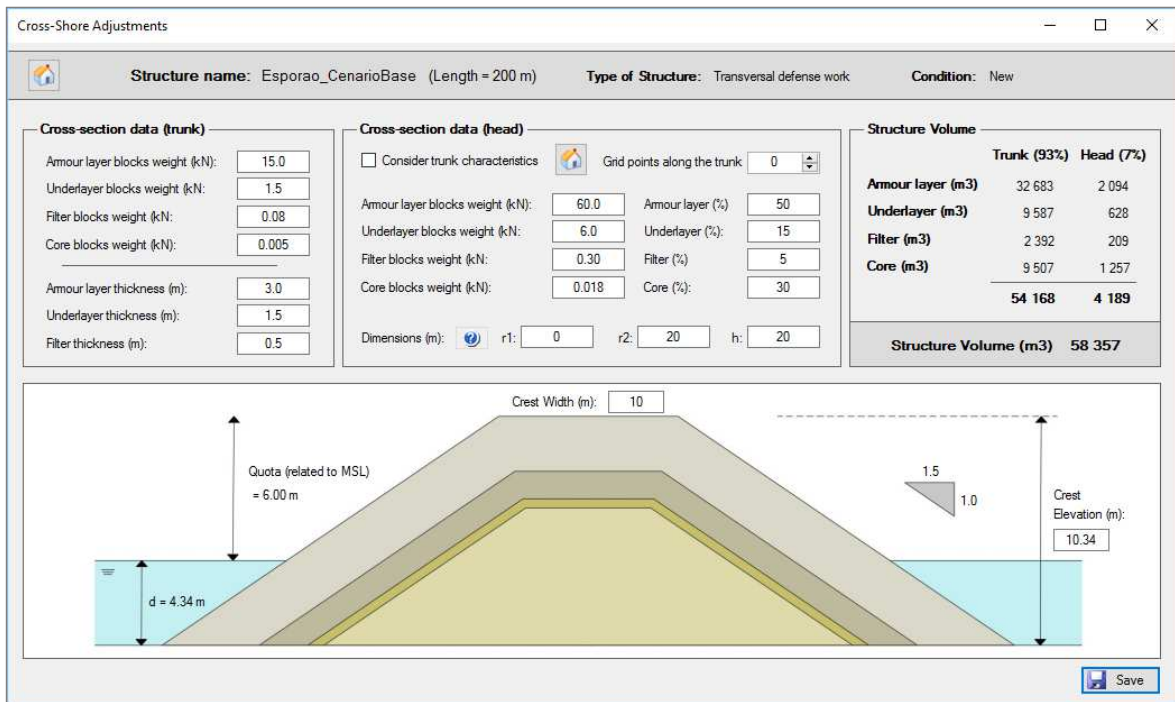 Cross-Shore Adjustments
Structure name: Esporao_CenarioBase (Length = 200 m) Type of Structure: Transversal defense work Condition: New
Cross-section data (trunk)
Armour layer blocks weight (kN): 15.0
Underlayer blocks weight (kN: 1.5
Filter blocks weight (kN: 0.08
Core blocks weight (kN): 0.005
Armour layer thickness (m): 3.0
Underlayer thickness (m): 1.5
Filter thickness (m): 0.5
Cross-section data (head)
Consider trunk characteristics Grid points along the trunk 0
Armour layer blocks weight (kN): 60.0 Armour layer (%) 50
Underlayer blocks weight (kN: 6.0 Underlayer (%): 15
Filter blocks weight (kN: 0.30 Filter (%) 5
Core blocks weight (kN): 0.018 Core (%): 30
Dimensions (m): ? r1: 0 r2: 20 h: 20
Structure Volume
Trunk (93%) Head (7%)
Armour layer (m3) 32 683 2 094
Underlayer (m3) 9 587 628
Filter (m3) 2 392 209
Core (m3) 9 507 1 257
54 168 4 189
Structure Volume (m3) 58 357
Crest Width (m): 10
Quota (related to MSL)
= 6.00 m
1.5
1.0
Crest
Elevation (m):
10.34
d = 4.34 m
Save